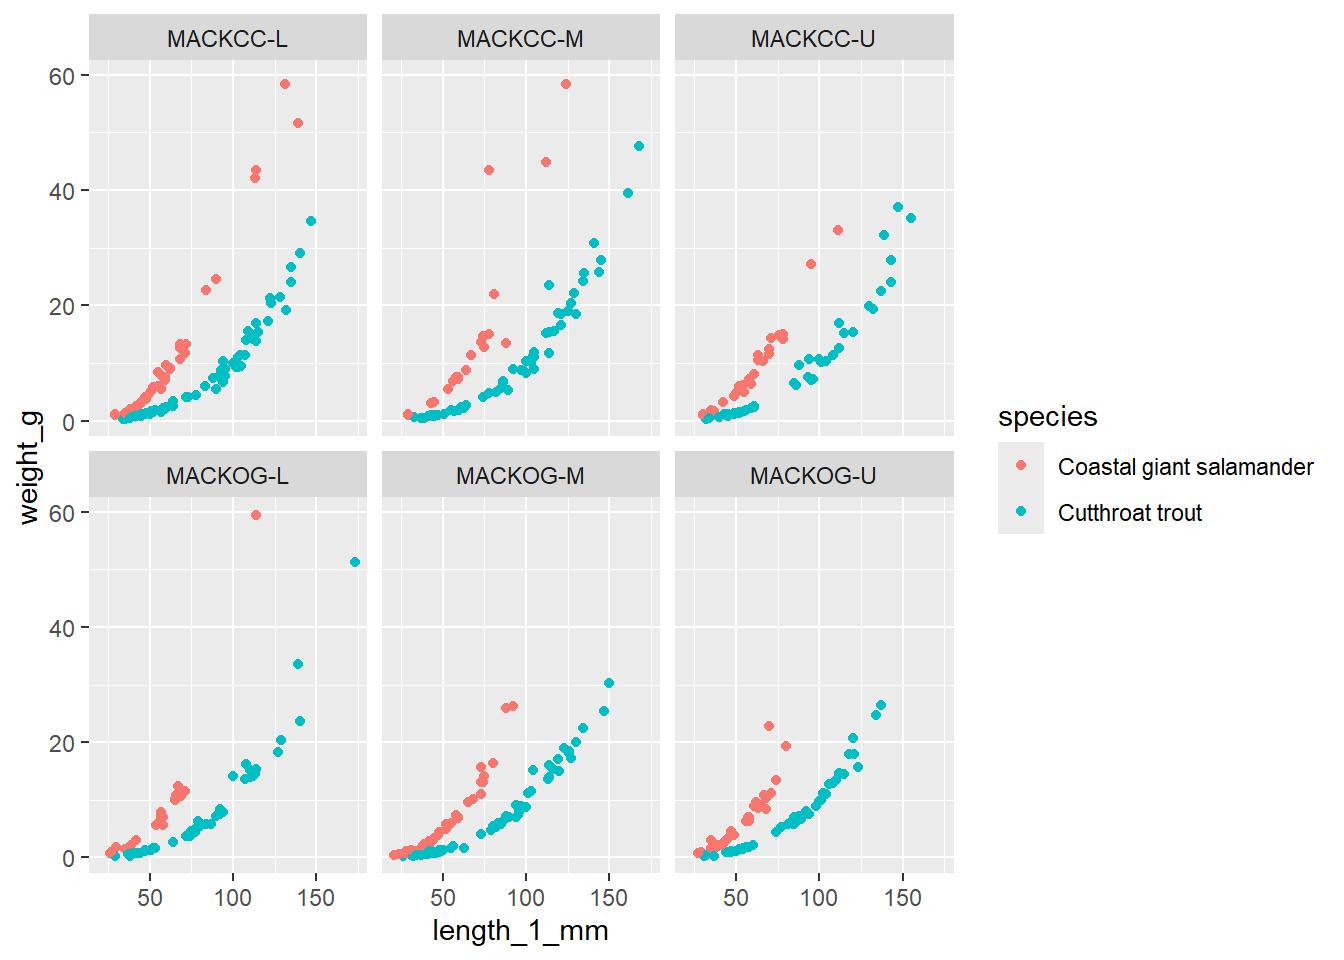 MACKCC-L MACKCC-M MACKCC-U
60
40
20
0
MACKOG-L MACKOG-M MACKOG-U
60
40
20
0
50 100 150 50 100 150 50 100 150
length_1_mm
weight_g
species
Coastal giant salamander
Cutthroat trout